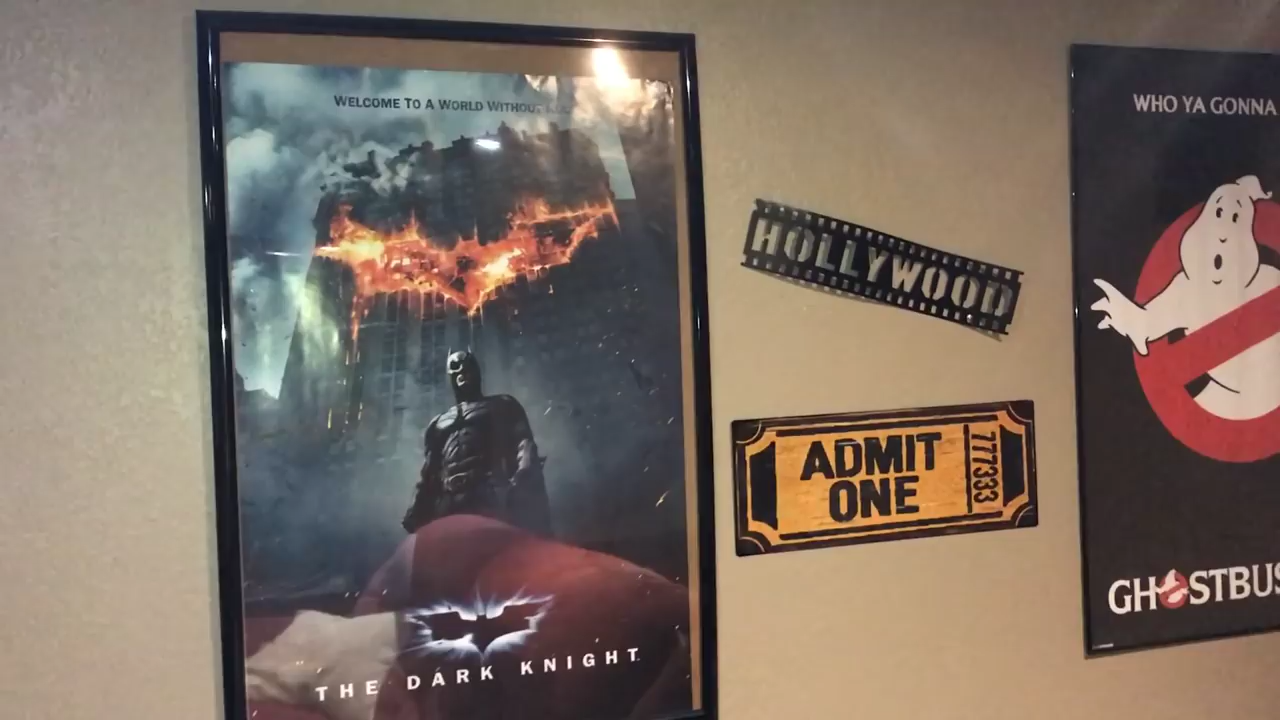 WELCOME TO A WORLD WITHOUT
THE DARK KNIGHT
HOLLYWOOD
ADMIT
ONE
777333
WHO YA GONNA
GHOSTBUS